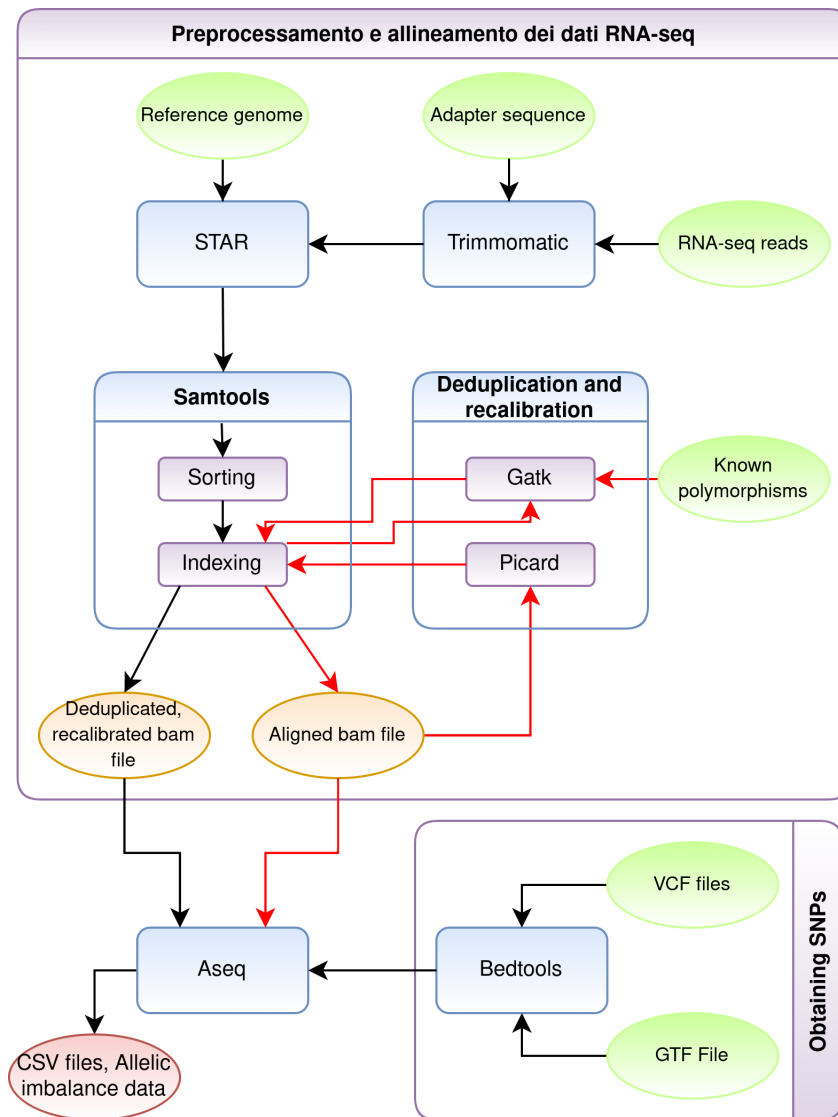 Preprocessamento e allineamento dei dati RNA-seq
Reference genome
Adapter sequence
STAR
Trimmomatic
RNA-seq reads
Samtools
Deduplication and
recalibration
Sorting
Gatk
Known
polymorphisms
Indexing
Picard
Deduplicated,
recalibrated bam
file
Aligned bam file
VCF files
Aseq
Bedtools
Obtaining SNPs
GTF File
CSV files, Allelic
imbalance data